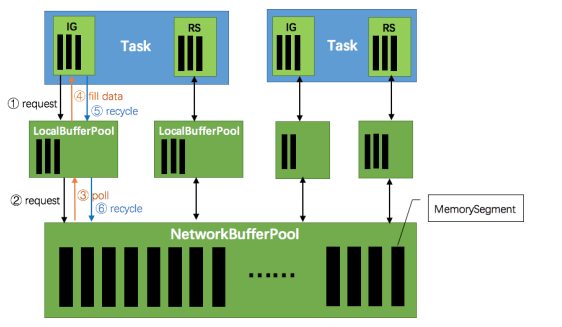 IG
Task
RS
IG
Task
RS
① request
④ fill data
⑤ recycle
LocalBufferPool
LocalBufferPool
② request
③ poll
⑥ recycle
MemorySegment
NetworkBufferPool
······